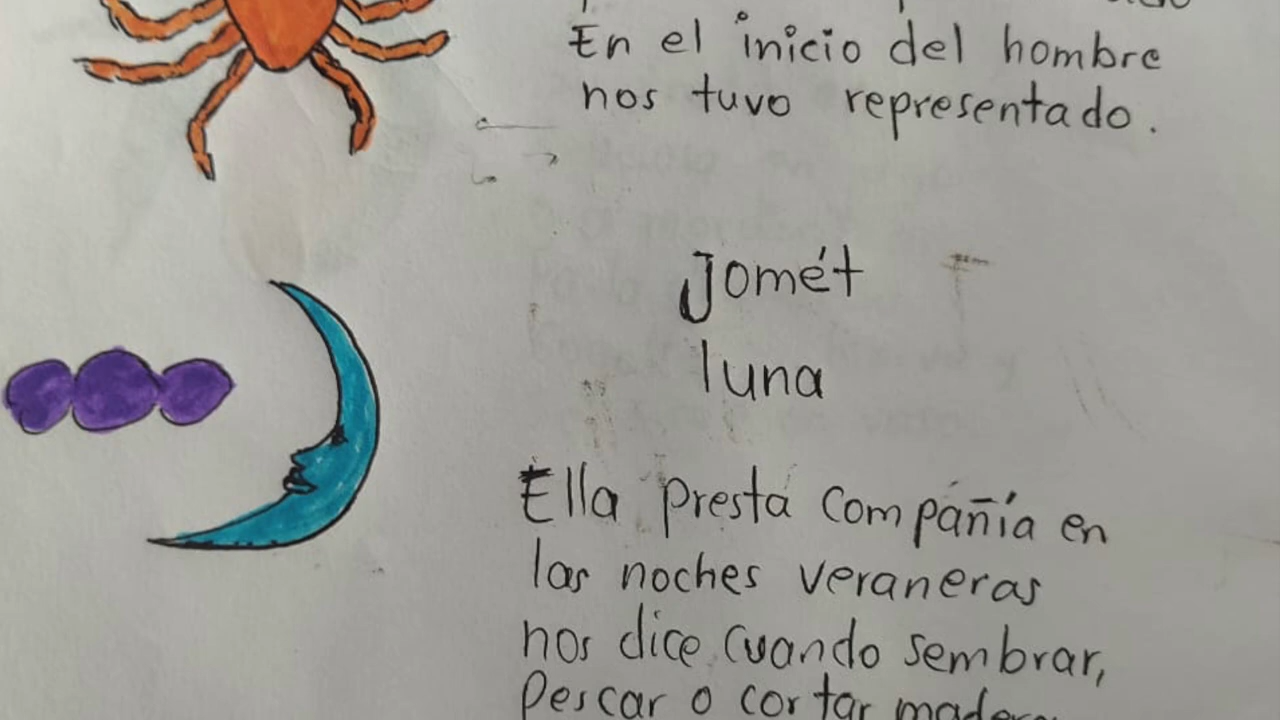 En el inicio del hombre
nos tuvo representado.
Jomét
luna
Ella presta compañía en
las noches veraneras
nos dice cuando sembrar,
Pescar o cortar madera